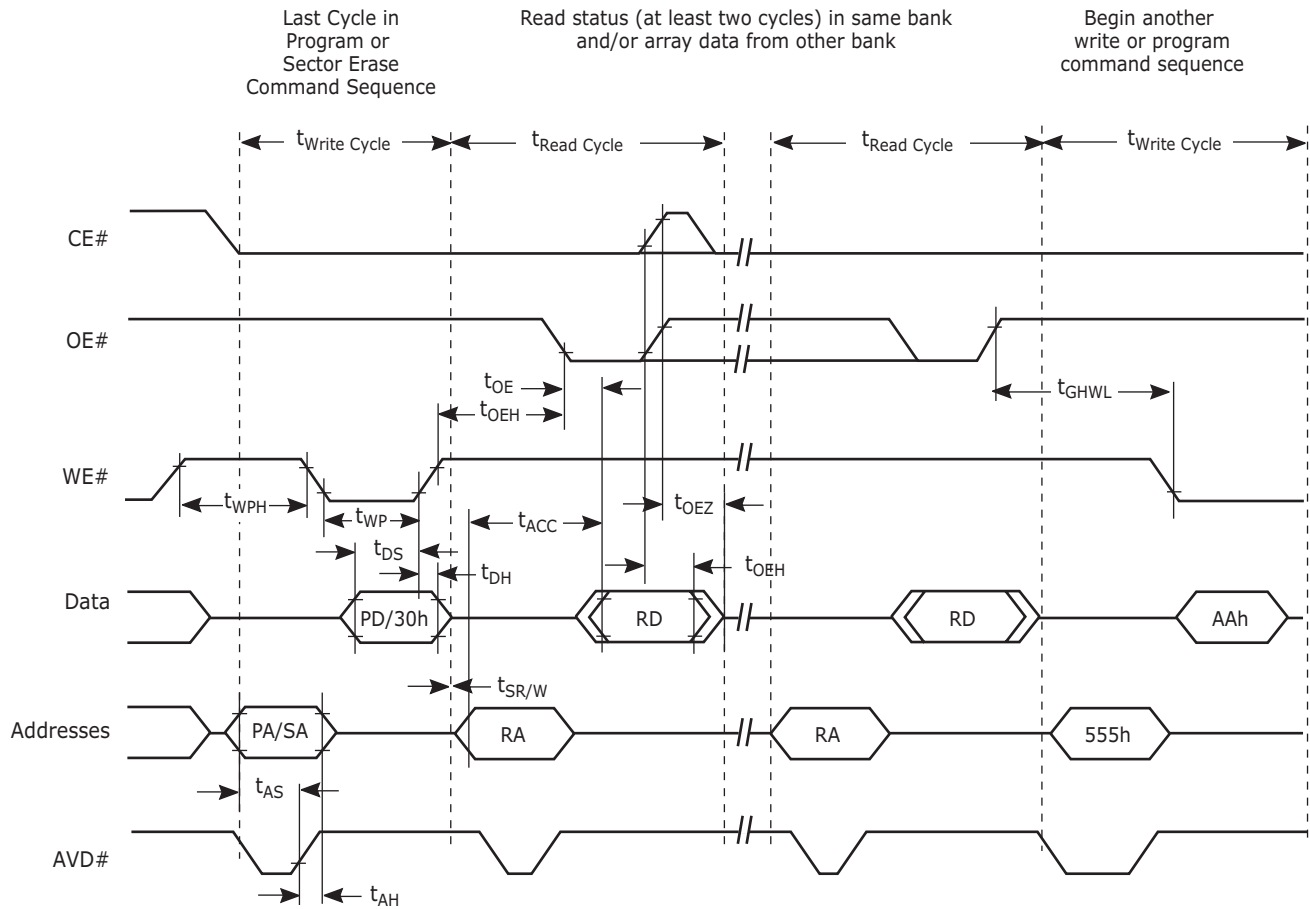 Last Cycle in
Program or
Sector Erase
Command Sequence
Read status (at least two cycles) in same bank
and/or array data from other bank
Begin another
write or program
command sequence
tWrite Cycle
tRead Cycle
tRead Cycle
tWrite Cycle
CE#
OE#
tOE
tOEH
tGHWL
WE#
tWPH
tWP
tACC
tOEZ
tDS
tDH
tOEH
Data
PD/30h
RD
RD
AAh
tSR/W
Addresses
PA/SA
RA
RA
555h
tAS
AVD#
tAH